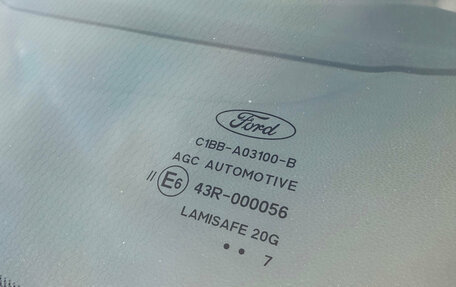 Ford
C1BB-A03100-B
AGC AUTOMOTIVE
// E6 43R-000056
LAMISAFE 20G
•• 7